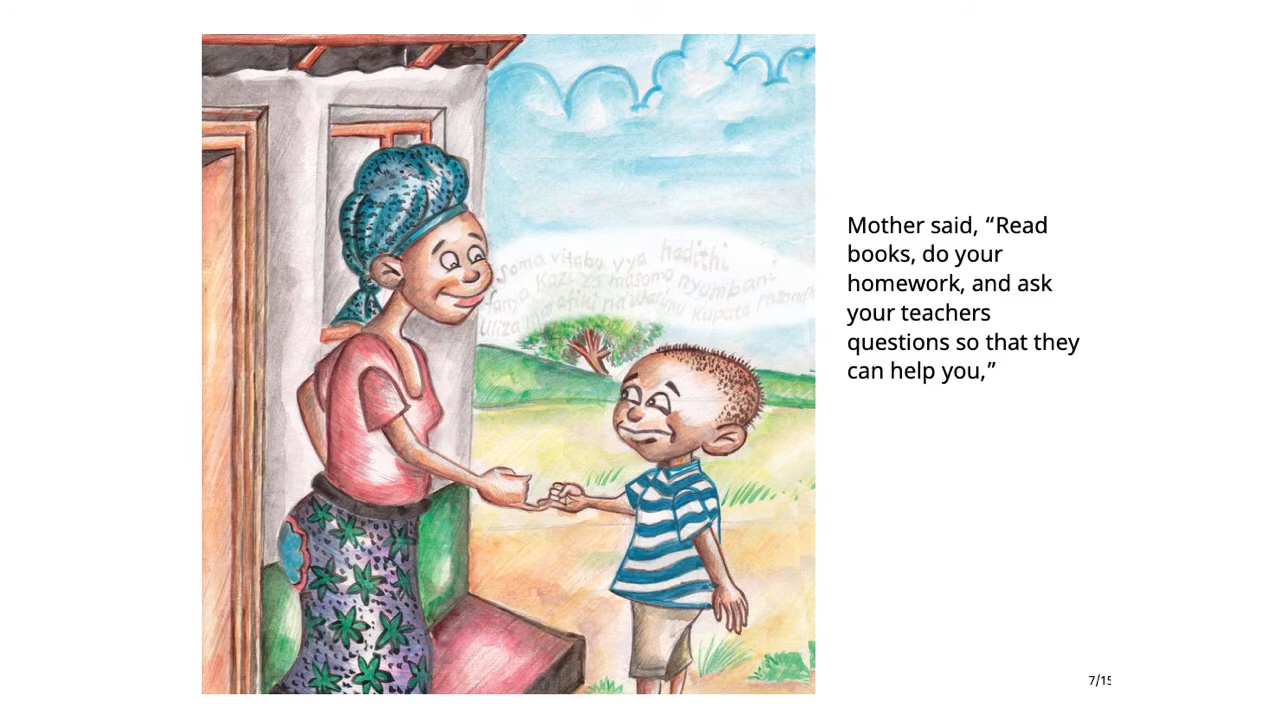 Soma vitabu vya hadithi
fanya Kazi za masomo nyumbani
Uliza marafiki na walimu Kupata
Mother said, “Read
books, do your
homework, and ask
your teachers
questions so that they
can help you,”
7/15